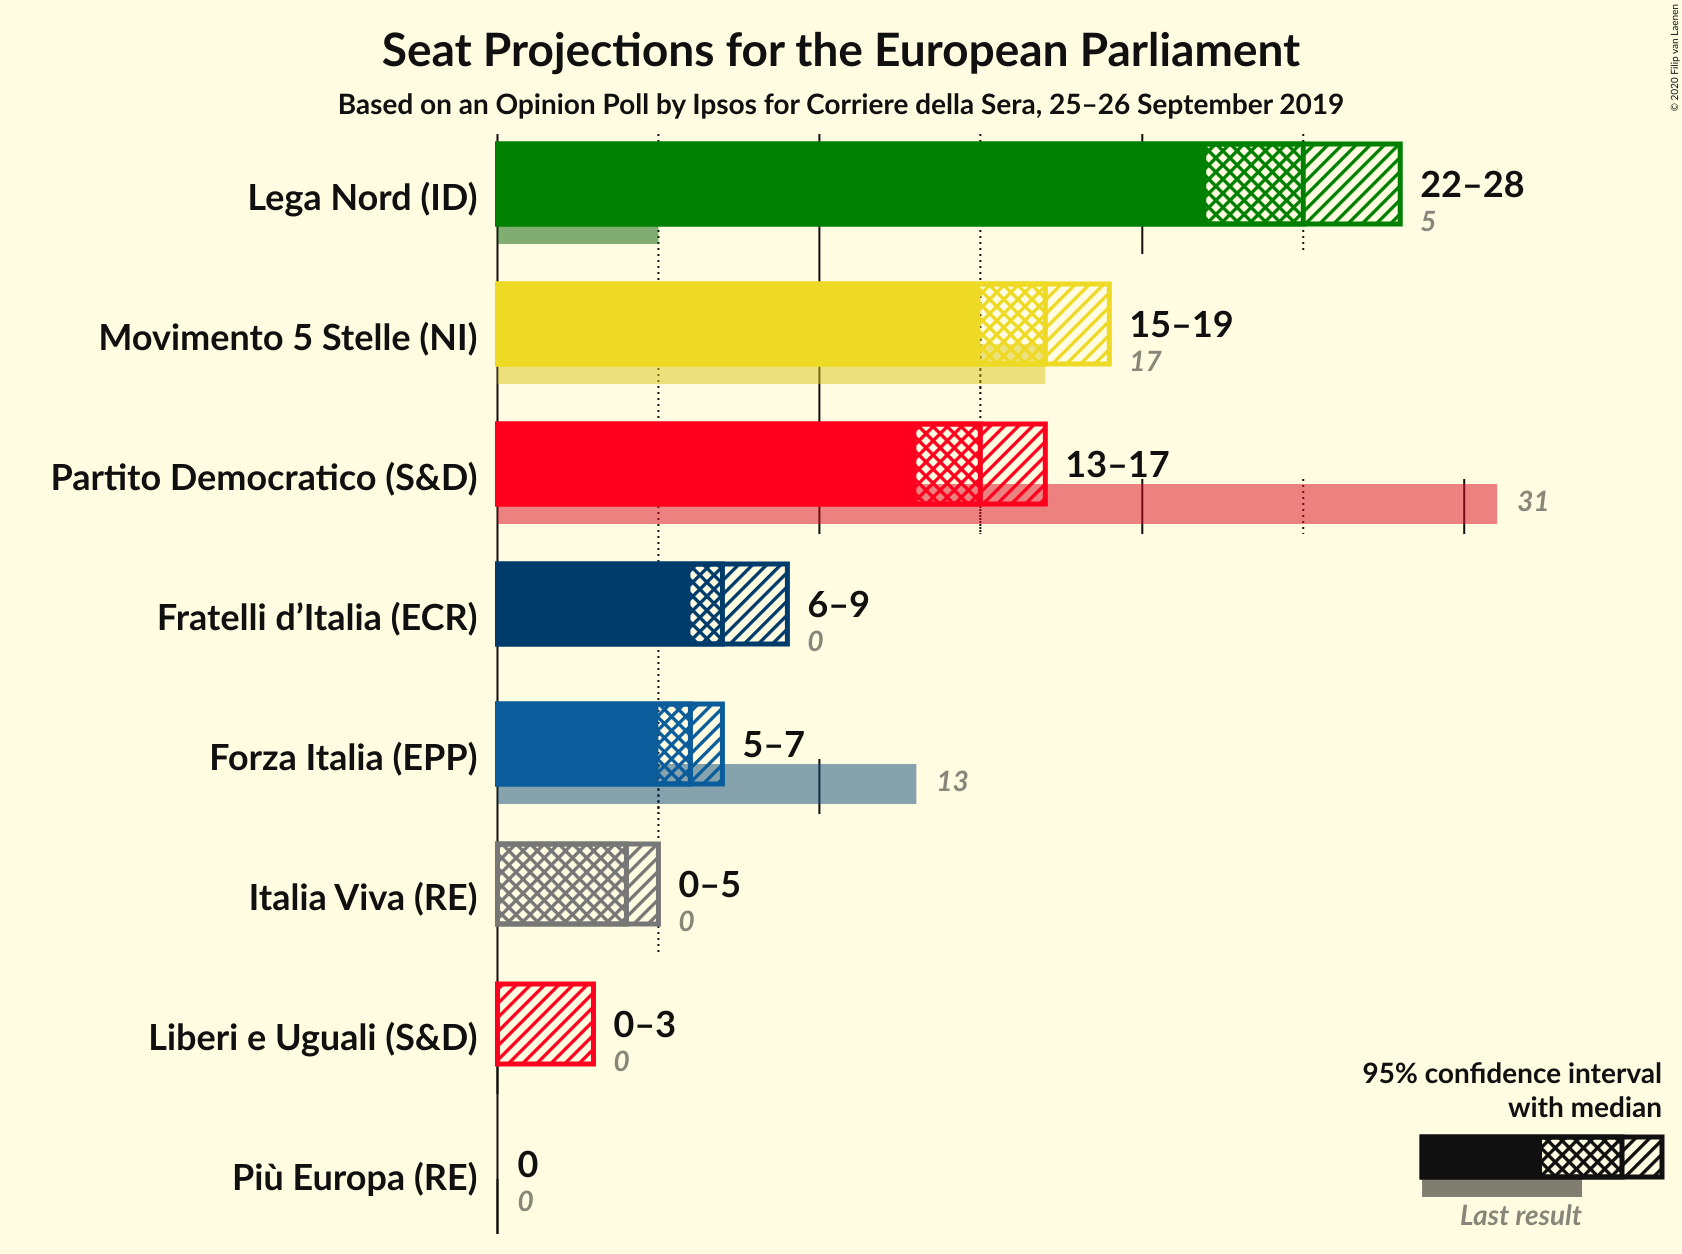 Seat Projections for the European Parliament
Based on an Opinion Poll by Ipsos for Corriere della Sera, 25–26 September 2019
© 2020 Filip van Laenen
Lega Nord (ID)
22–28
5
Movimento 5 Stelle (NI)
15–19
17
Partito Democratico (S&D)
13–17
31
Fratelli d’Italia (ECR)
6–9
0
Forza Italia (EPP)
5–7
13
Italia Viva (RE)
0–5
0
Liberi e Uguali (S&D)
0–3
0
Più Europa (RE)
0
0
95% confidence interval
with median
Last result